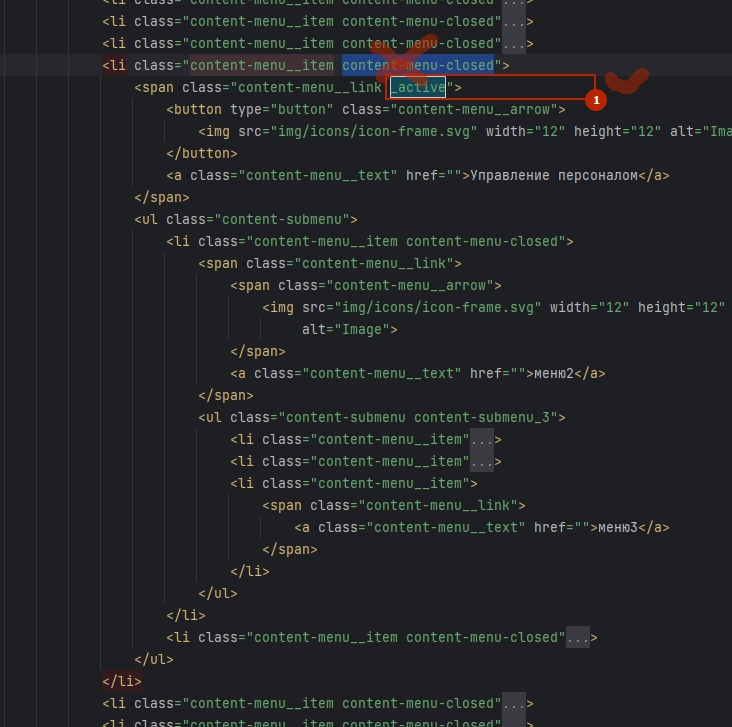 <li class="content-menu__item content-menu-closed"...>
<li class="content-menu__item content-menu-closed"...>
<li class="content-menu__item content-menu-closed"...>
<li class="content-menu__item content-menu-closed">
<span class="content-menu__link _active">
1
<button type="button" class="content-menu__arrow">
<img src="img/icons/icon-frame.svg" width="12" height="12" alt="Ima
</button>
<a class="content-menu__text" href="">Управление персоналом</a>
</span>
<ul class="content-submenu">
<li class="content-menu__item content-menu-closed">
<span class="content-menu__link">
<span class="content-menu__arrow">
<img src="img/icons/icon-frame.svg" width="12" height="12"
alt="Image">
</span>
<a class="content-menu__text" href="">меню2</a>
</span>
<ul class="content-submenu content-submenu_3">
<li class="content-menu__item"...>
<li class="content-menu__item"...>
<li class="content-menu__item">
<span class="content-menu__link">
<a class="content-menu__text" href="">меню3</a>
</span>
</li>
</ul>
</li>
<li class="content-menu__item content-menu-closed"...>
</ul>
</li>
<li class="content-menu__item content-menu-closed"...>
<li class="content-menu__item content-menu-closed"...>